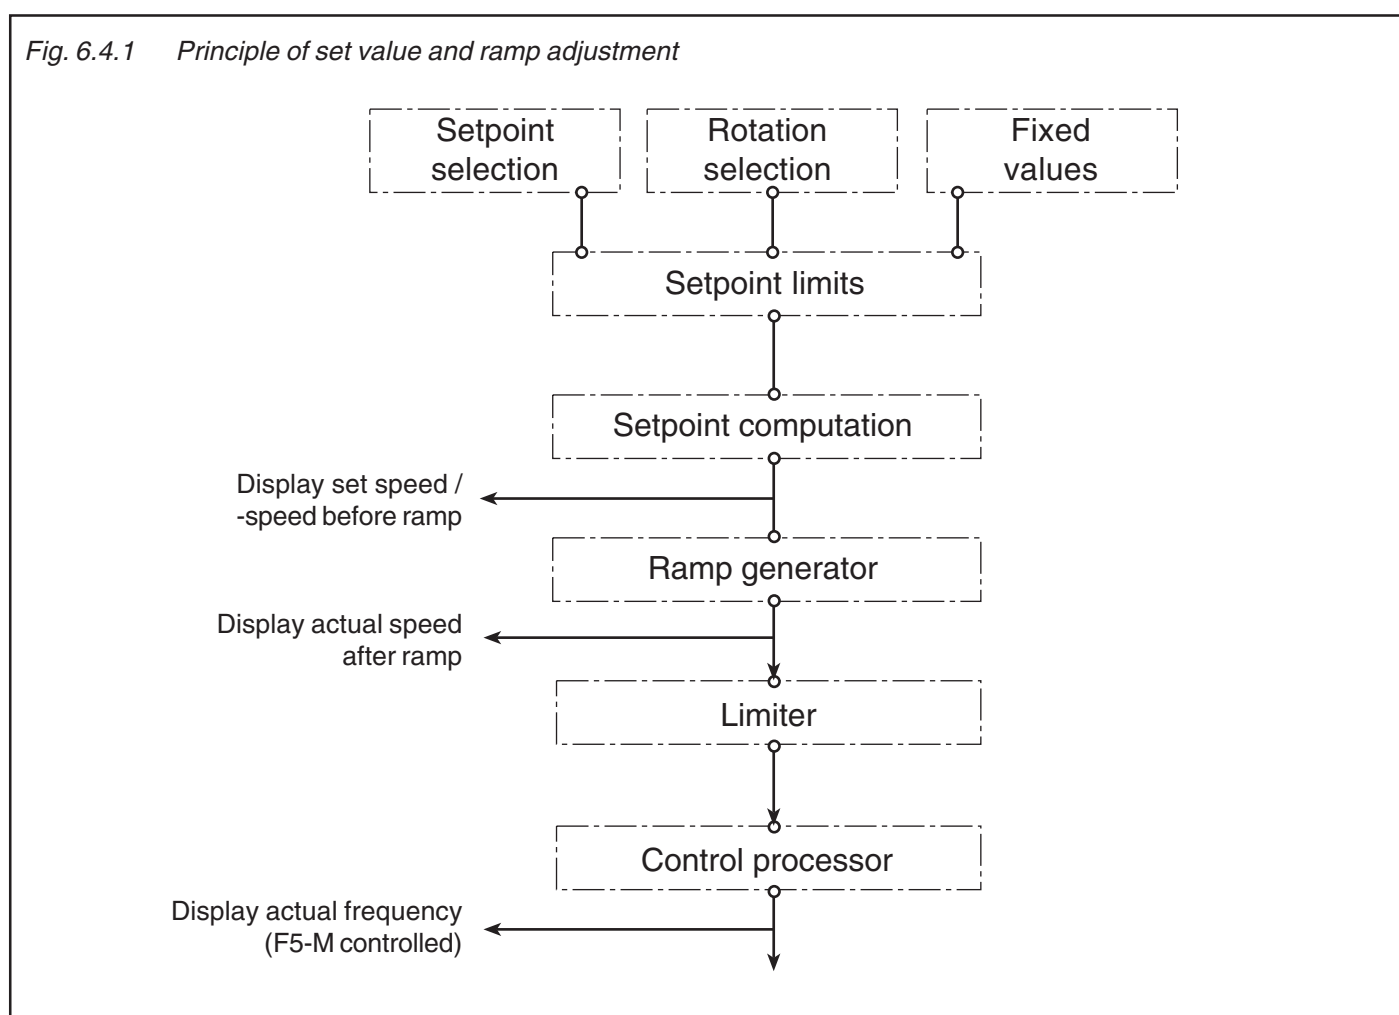 Fig. 6.4.1 Principle of set value and ramp adjustment
Setpoint
selection
Rotation
selection
Fixed
values
Setpoint limits
Setpoint computation
Display set speed /
-speed before ramp
Ramp generator
Display actual speed
after ramp
Limiter
Control processor
Display actual frequency
(F5-M controlled)